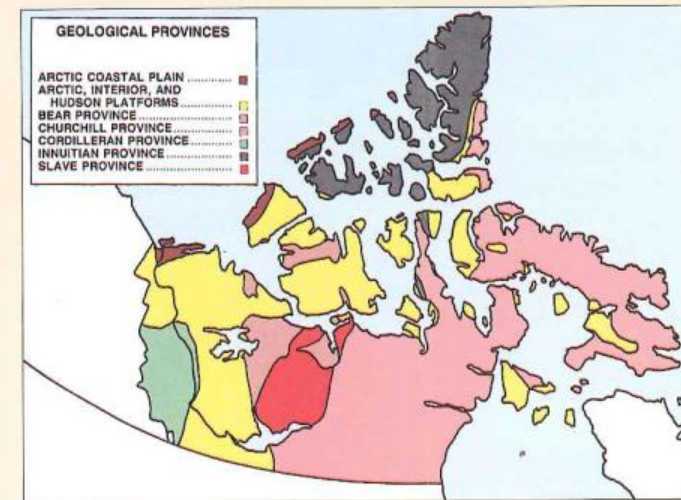 GEOLOGICAL PROVINCES
ARCTIC COASTAL PLAIN ................
ARCTIC, INTERIOR, AND
HUDSON PLATFORMS ................
BEAR PROVINCE ................
CHURCHILL PROVINCE ................
CORDILLERAN PROVINCE ................
INNUITIAN PROVINCE ................
SLAVE PROVINCE ................